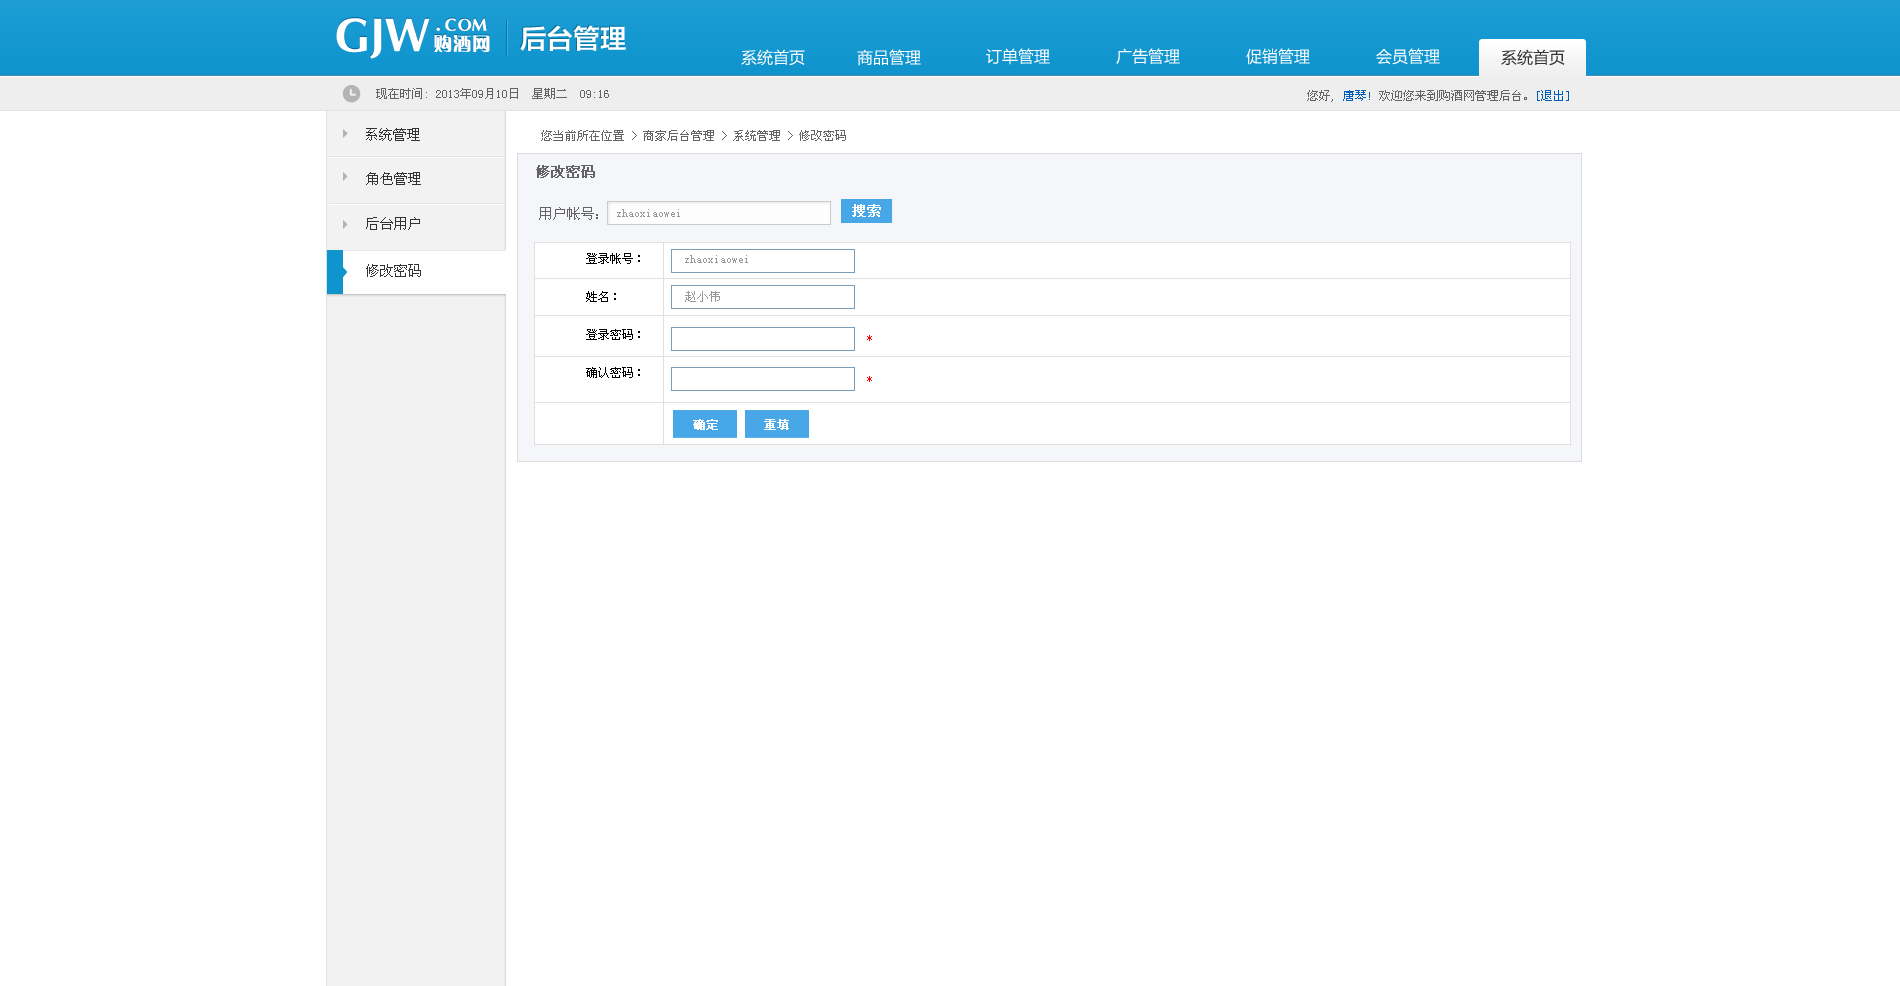 GJW.COM 购酒网 后台管理
系统首页 商品管理 订单管理 广告管理 促销管理 会员管理 系统首页
现在时间：2013年09月10日 星期二 09:16
您好，唐琴！欢迎您来到购酒网管理后台。[退出]
系统管理
角色管理
后台用户
修改密码
您当前所在位置 > 商家后台管理 > 系统管理 > 修改密码
修改密码
用户帐号： zhaoxiaowei 搜索
登录帐号： zhaoxiaowei
姓名： 赵小伟
登录密码： *
确认密码： *
确定 重填